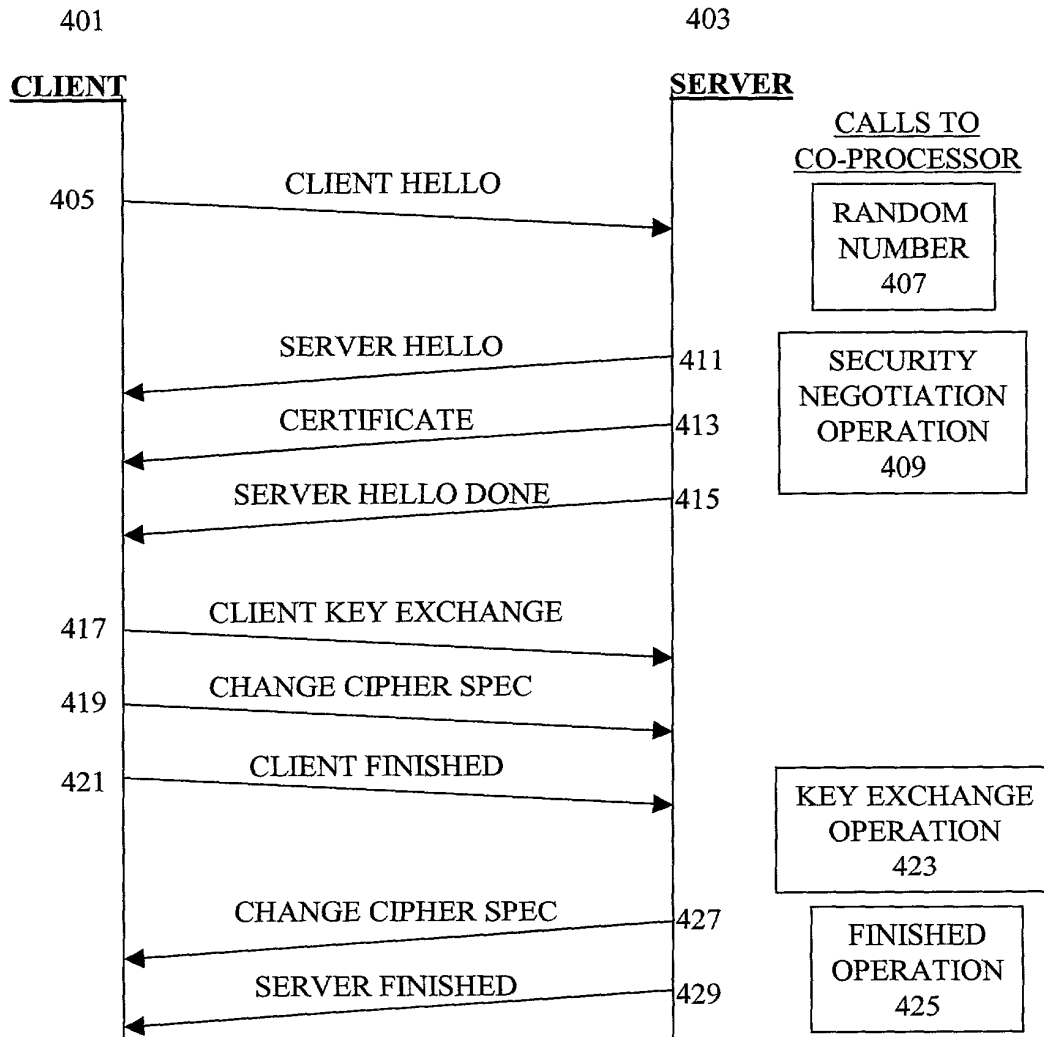 401
403
CLIENT
SERVER
CALLS TO
CO-PROCESSOR
CLIENT HELLO
405
RANDOM
NUMBER
407
SERVER HELLO
411
SECURITY
NEGOTIATION
OPERATION
409
CERTIFICATE
413
SERVER HELLO DONE
415
CLIENT KEY EXCHANGE
417
CHANGE CIPHER SPEC
419
CLIENT FINISHED
421
KEY EXCHANGE
OPERATION
423
CHANGE CIPHER SPEC
427
FINISHED
OPERATION
425
SERVER FINISHED
429